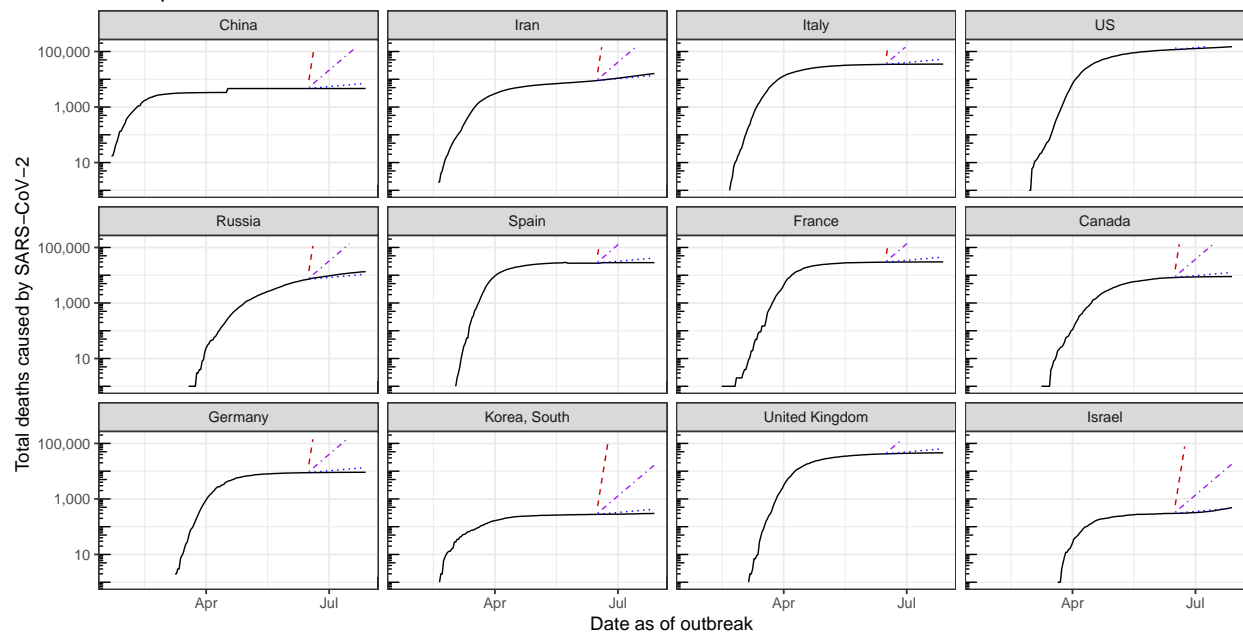 China Iran Italy US
100,000
1,000
10
Russia Spain France Canada
100,000
1,000
10
Germany Korea, South United Kingdom Israel
100,000
1,000
10
Apr Jul Apr Jul Apr Jul Apr Jul
Date as of outbreak
Total deaths caused by SARS−CoV−2